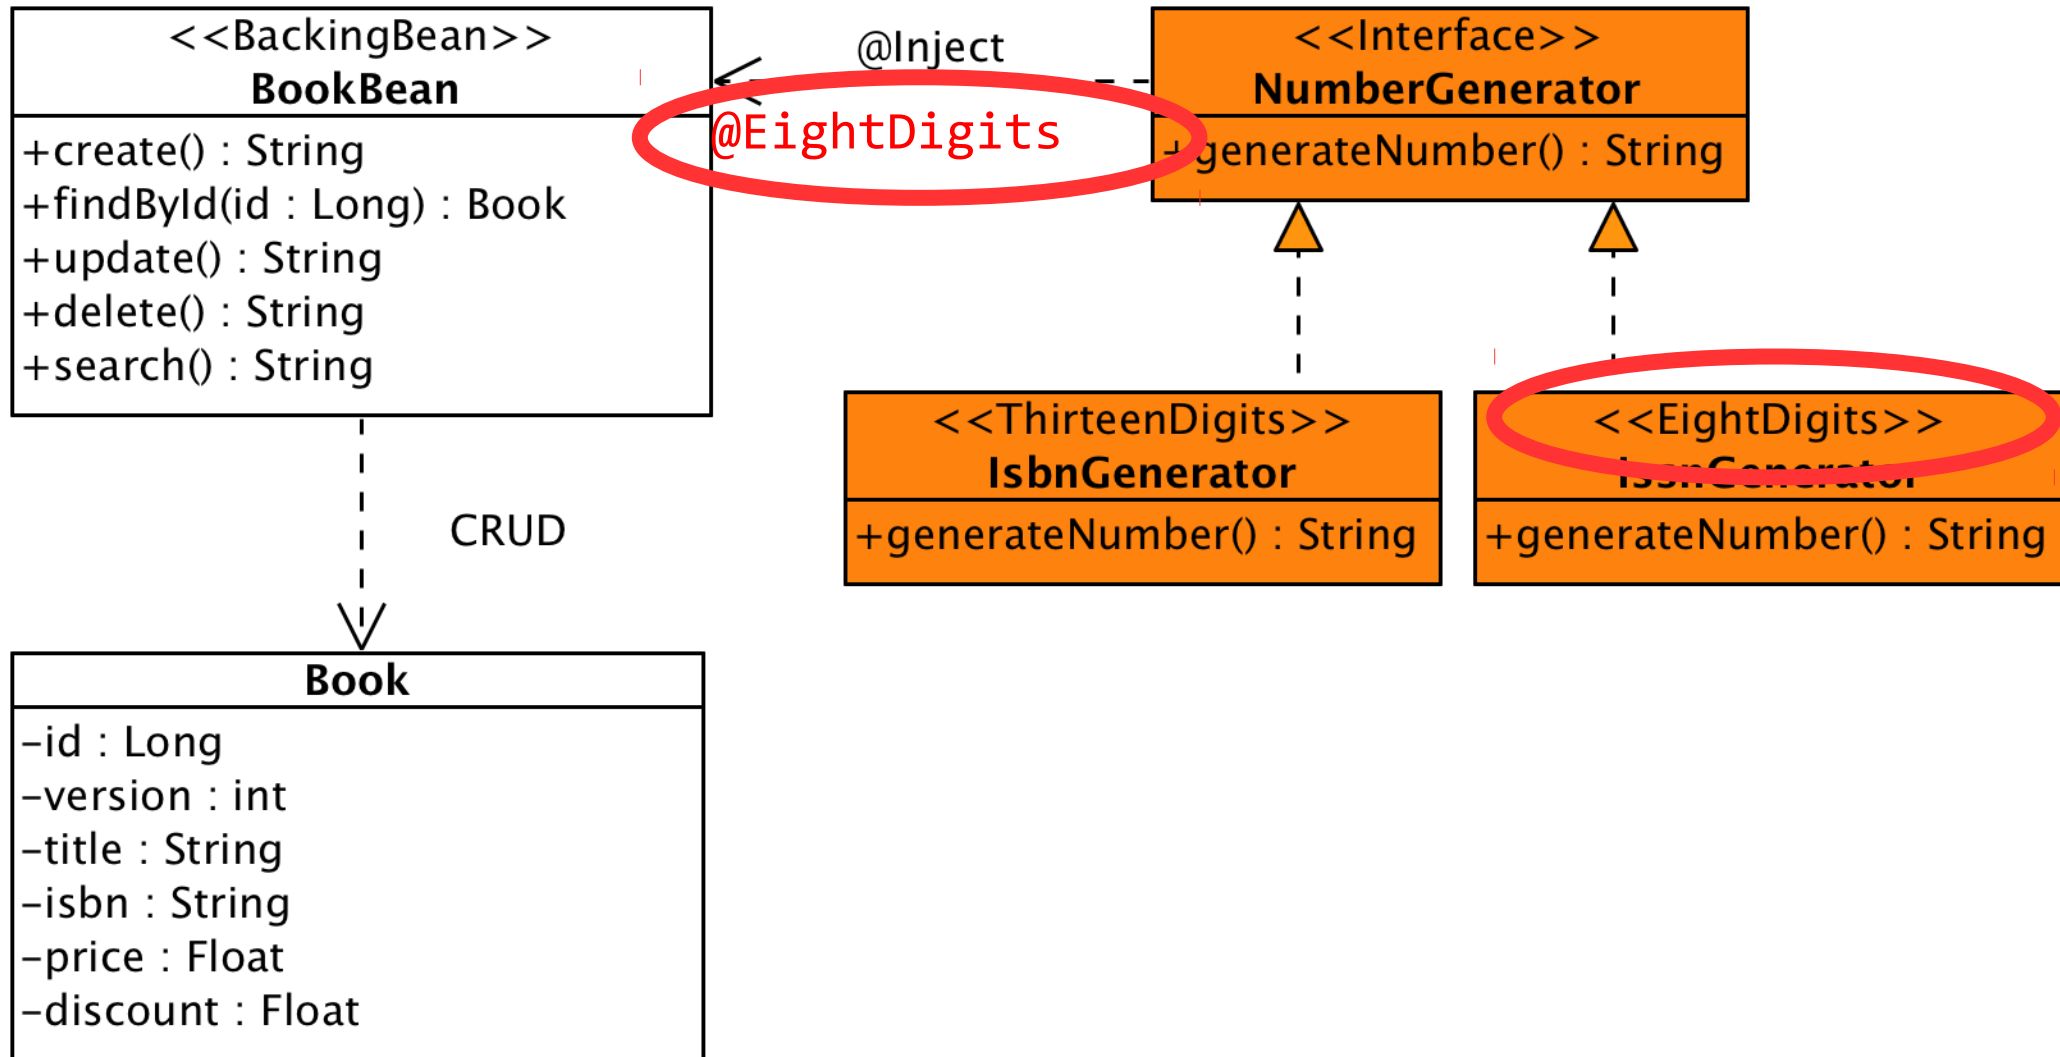 <<BackingBean>>
BookBean
+create() : String
+findById(id : Long) : Book
+update() : String
+delete() : String
+search() : String
@Inject
@EightDigits
<<Interface>>
NumberGenerator
+generateNumber() : String
<<ThirteenDigits>>
IsbnGenerator
+generateNumber() : String
<<EightDigits>>
IssnGenerator
+generateNumber() : String
CRUD
Book
-id : Long
-version : int
-title : String
-isbn : String
-price : Float
-discount : Float